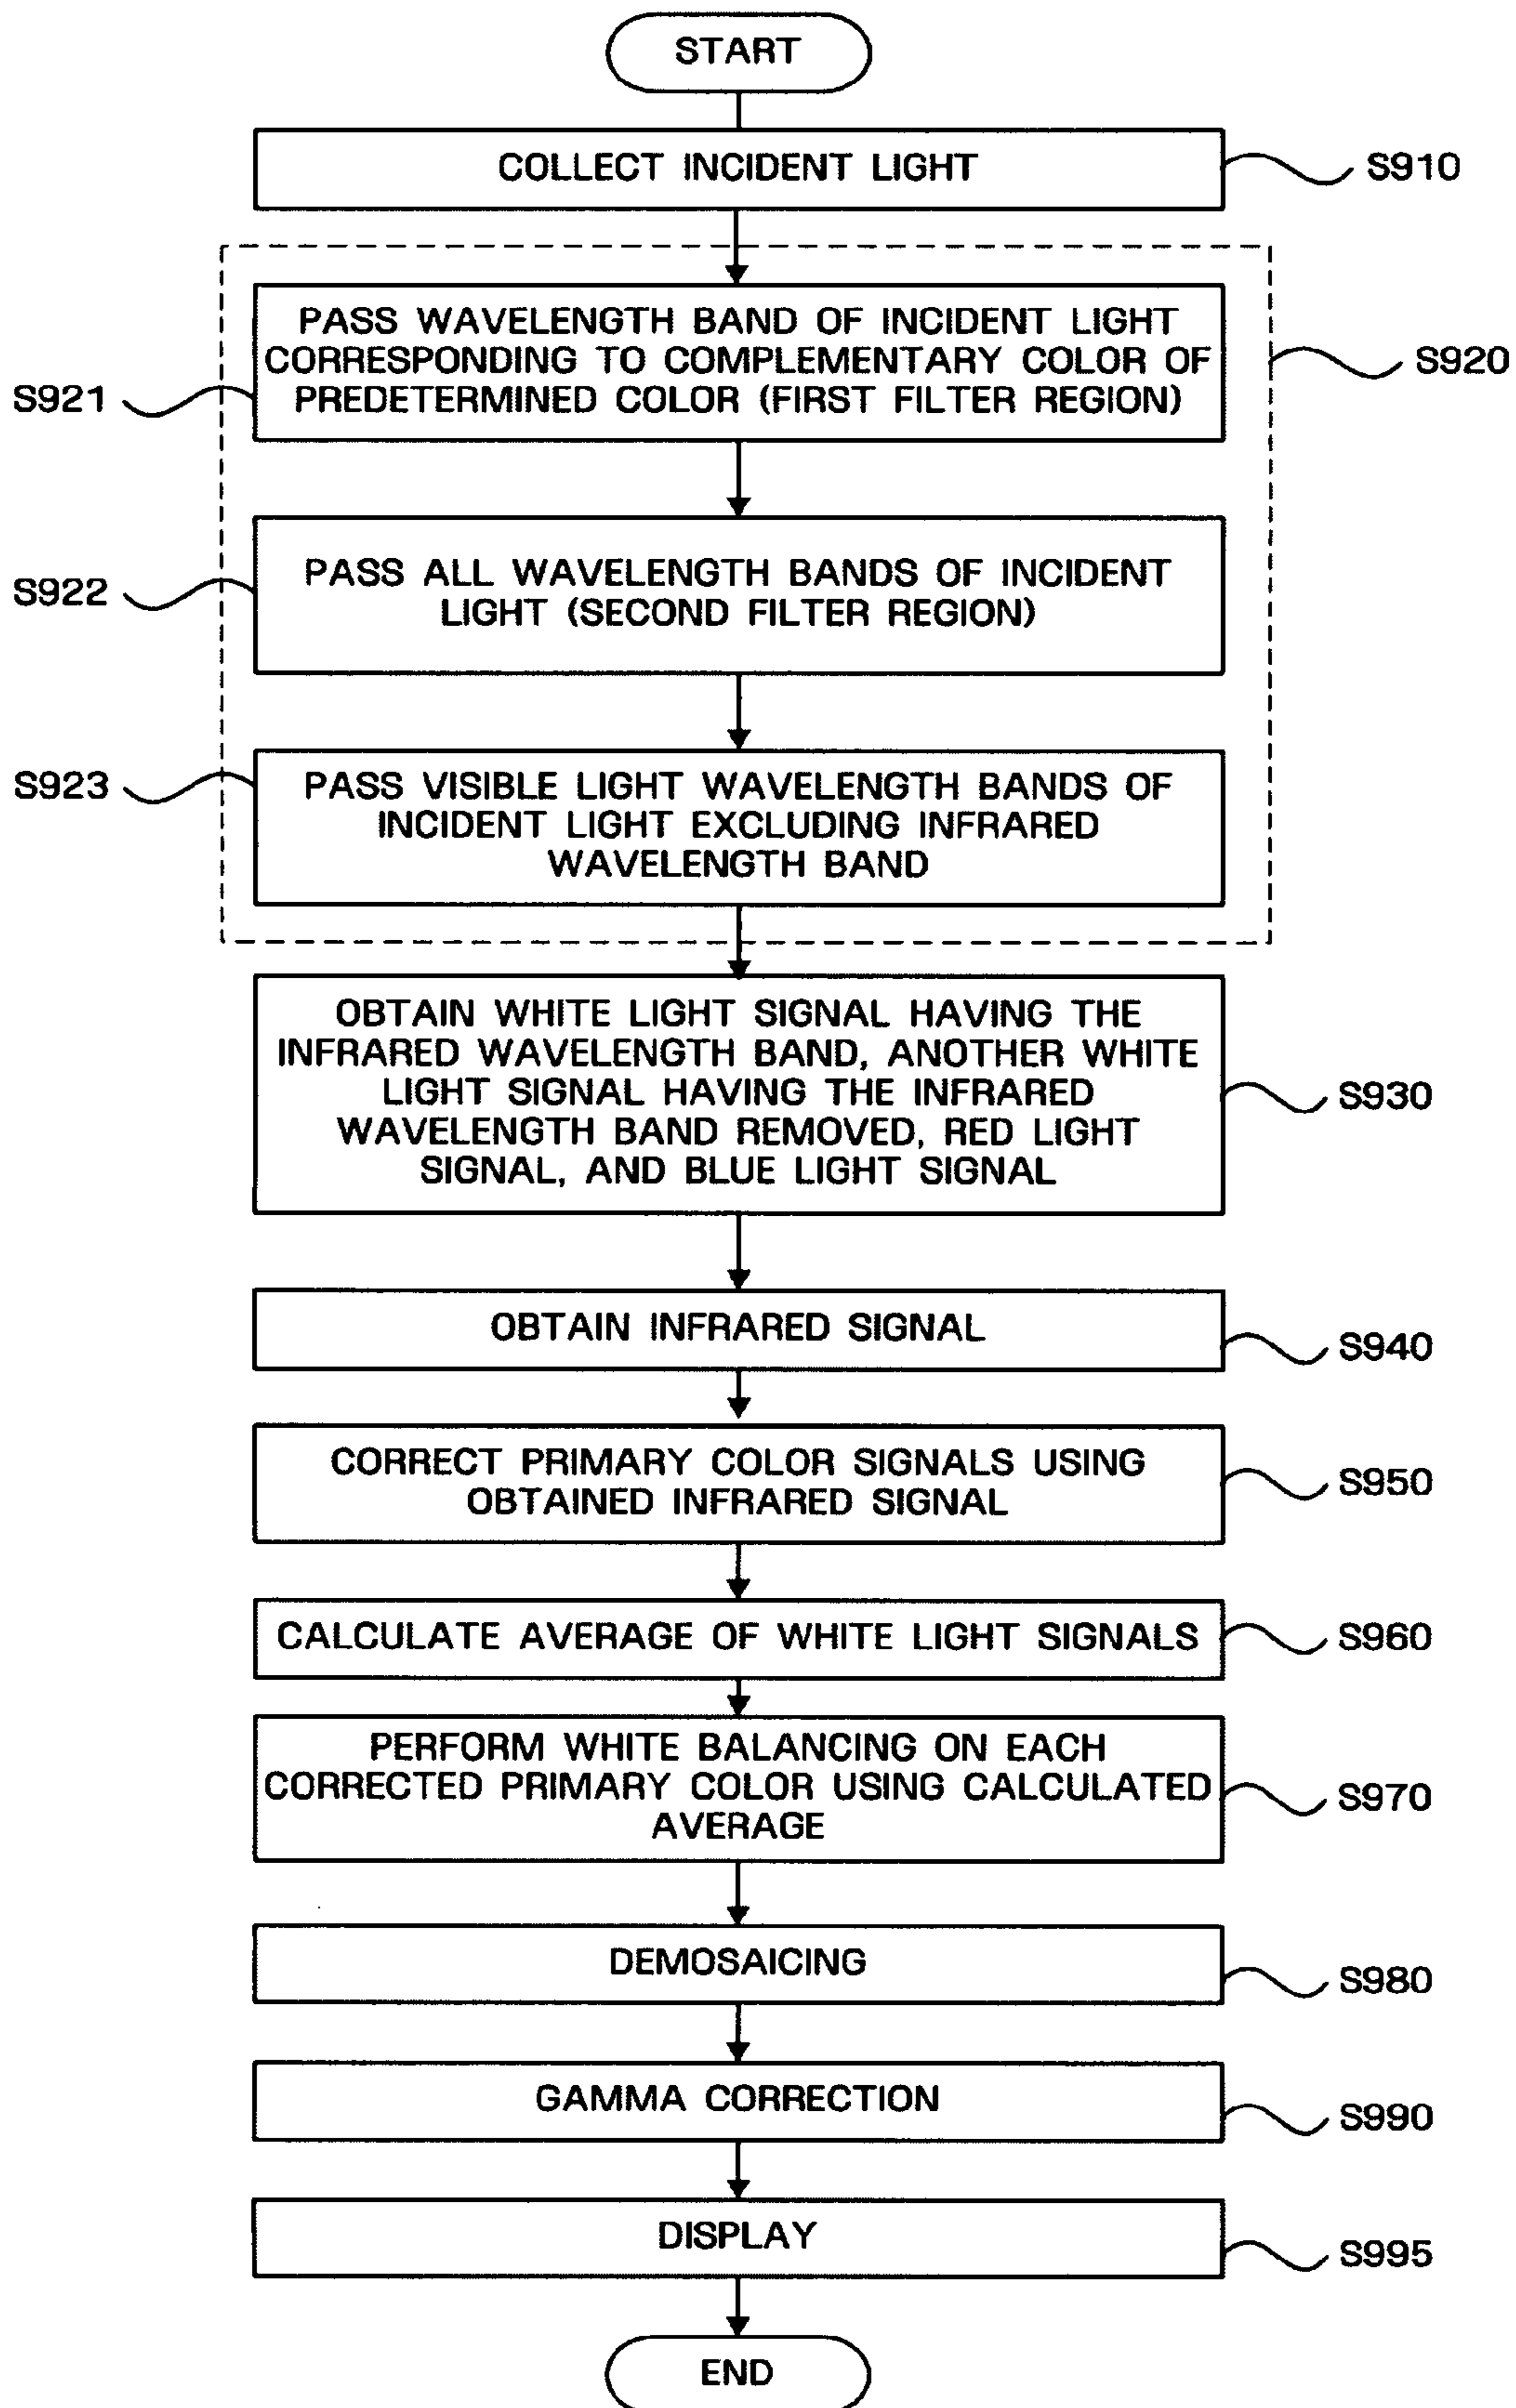 START
COLLECT INCIDENT LIGHT
S910
PASS WAVELENGTH BAND OF INCIDENT LIGHT
CORRESPONDING TO COMPLEMENTARY COLOR OF
PREDETERMINED COLOR (FIRST FILTER REGION)
S920
S921
PASS ALL WAVELENGTH BANDS OF INCIDENT
LIGHT (SECOND FILTER REGION)
S922
PASS VISIBLE LIGHT WAVELENGTH BANDS OF
INCIDENT LIGHT EXCLUDING INFRARED
WAVELENGTH BAND
S923
OBTAIN WHITE LIGHT SIGNAL HAVING THE
INFRARED WAVELENGTH BAND, ANOTHER WHITE
LIGHT SIGNAL HAVING THE INFRARED
WAVELENGTH BAND REMOVED, RED LIGHT
SIGNAL, AND BLUE LIGHT SIGNAL
S930
OBTAIN INFRARED SIGNAL
S940
CORRECT PRIMARY COLOR SIGNALS USING
OBTAINED INFRARED SIGNAL
S950
CALCULATE AVERAGE OF WHITE LIGHT SIGNALS
S960
PERFORM WHITE BALANCING ON EACH
CORRECTED PRIMARY COLOR USING CALCULATED
AVERAGE
S970
DEMOSAICING
S980
GAMMA CORRECTION
S990
DISPLAY
S995
END